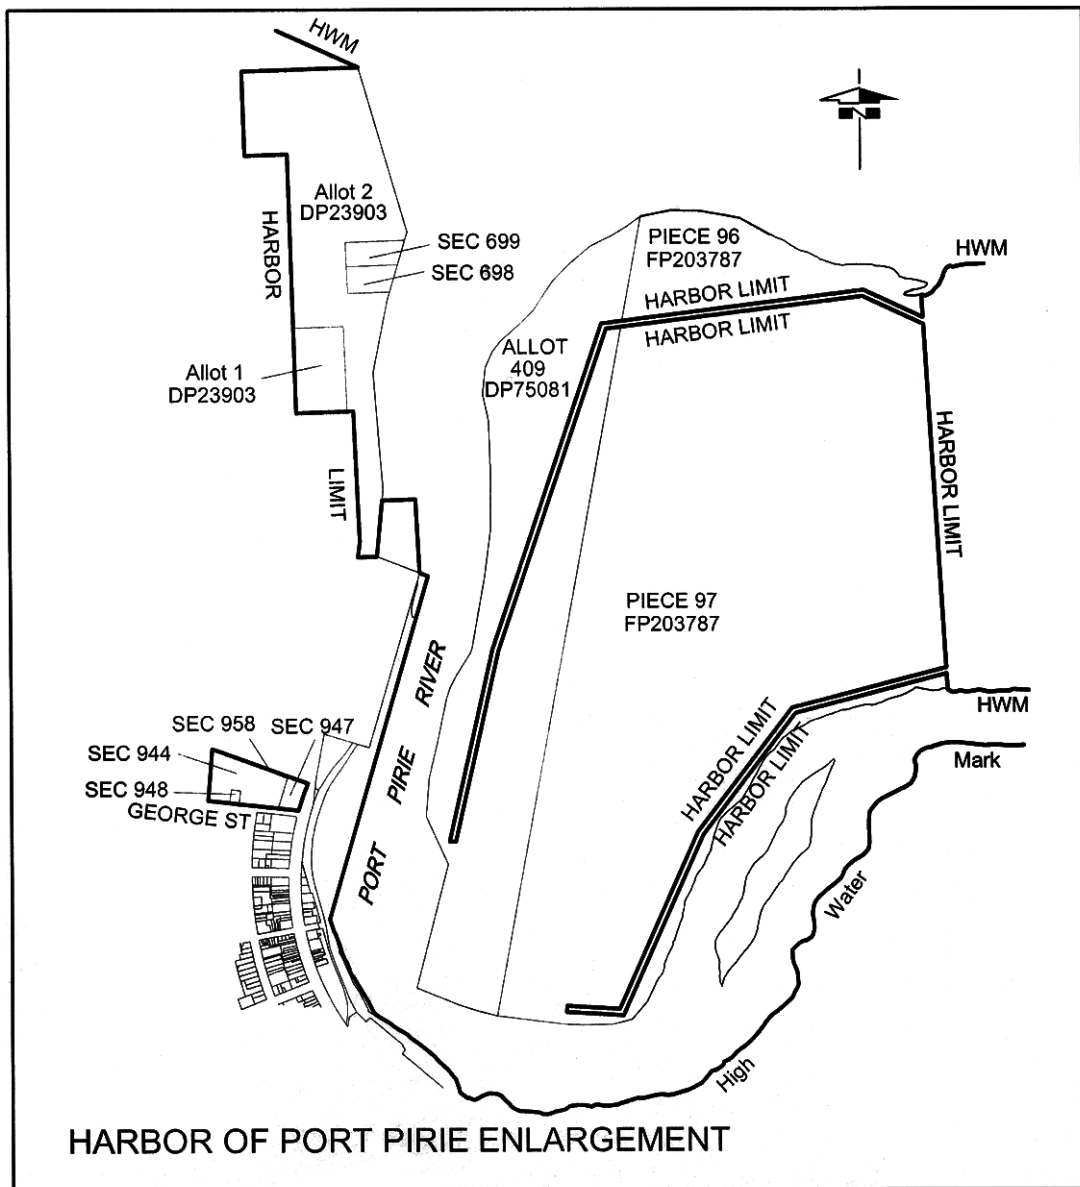 HWM
N
Allot 2
DP23903
HARBOR
SEC 699
SEC 698
PIECE 96
FP203787
HWM
HARBOR LIMIT
HARBOR LIMIT
ALLOT
409
DP75081
Allot 1
DP23903
HARBOR LIMIT
LIMIT
PIECE 97
FP203787
PORT PIRIE RIVER
SEC 958
SEC 947
SEC 944
SEC 948
GEORGE ST
HARBOR LIMIT
HARBOR LIMIT
HWM
Mark
Water
High
HARBOR OF PORT PIRIE ENLARGEMENT